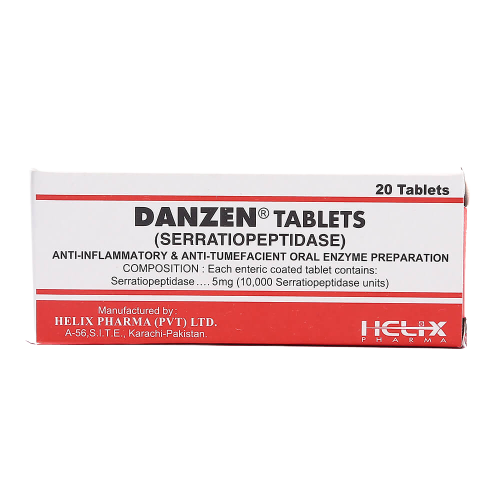 20 Tablets
DANZEN® TABLETS
(SERRATIOPEPTIDASE)
ANTI-INFLAMMATORY & ANTI-TUMEFACIENT ORAL ENZYME PREPARATION
COMPOSITION : Each enteric coated tablet contains:
Serratiopeptidase .... 5mg (10,000 Serratiopeptidase units)
Manufactured by :
HELIX PHARMA (PVT) LTD.
A-56,S.I.T.E., Karachi-Pakistan.
HELIX
PHARMA